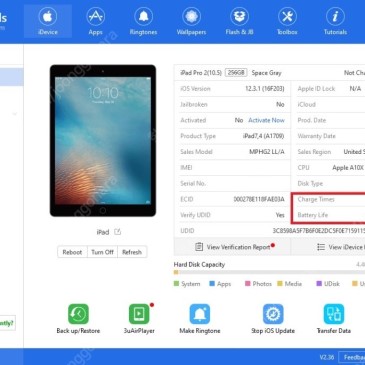 ls
iDevice Apps Ringtones Wallpapers Flash & JB Toolbox Tutorials
iPad Pro 2(10.5) 256GB Space Gray Not Cha
iOS Version 12.3.1 (16F203) Apple ID Lock N/A
Jailbroken No iCloud
Activated No Activate Now Prod. Date
Product Type iPad7,4 (A1709) Warranty Date
Sales Model MPHG2 LL/A Sales Region United S
IMEI CPU Apple A10X
Serial No. Disk Type
ECID 000278E118FAE03A Charge Times
Verify UDID Yes Battery Life
UDID 3C8598A5F7B6F0E2DC5F0E7159115
iPad
Reboot Turn Off Refresh
View Verification Report View iDevice
Hard Disk Capacity 4.4
System Apps Photos Media UDisk U
tly?
Back up/Restore 3uAirPlayer Make Ringtone Stop iOS Update Transfer Data
V2.36 Feedbac